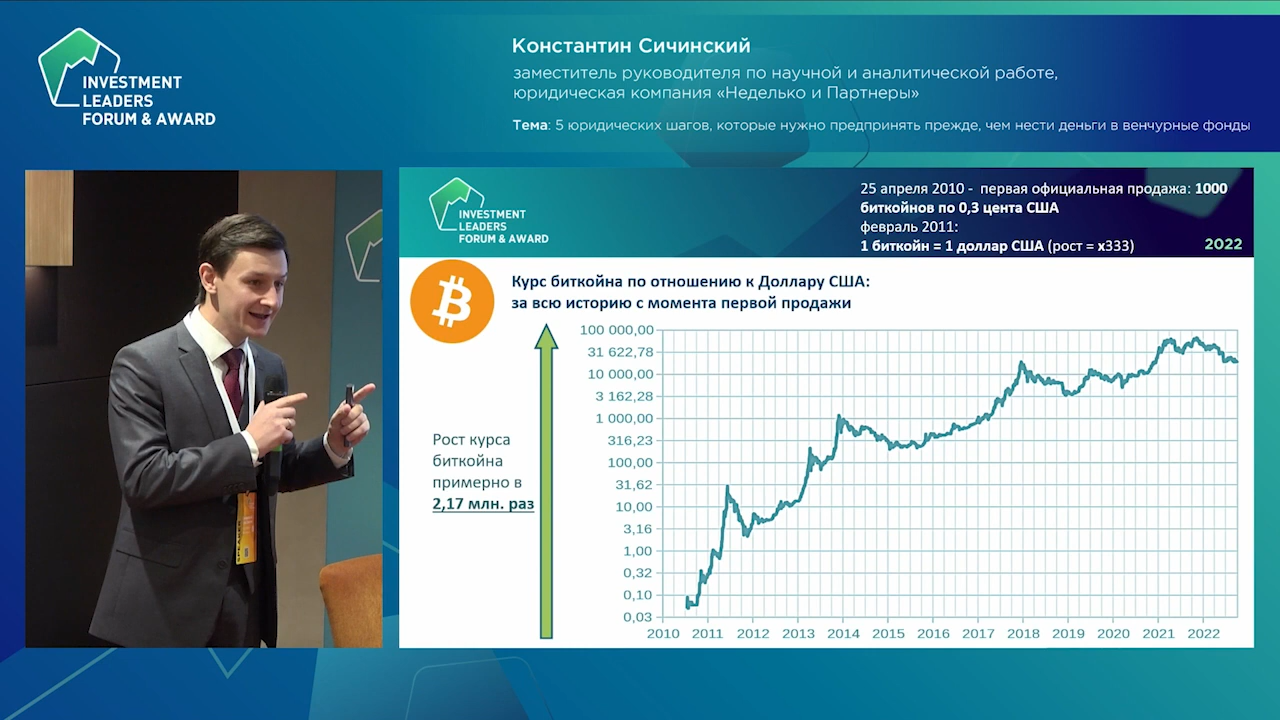 INVESTMENT
LEADERS
FORUM & AWARD
Константин Сичинский
заместитель руководителя по научной и аналитической работе,
юридическая компания «Неделько и Партнеры»
Тема: 5 юридических шагов, которые нужно предпринять прежде, чем нести деньги в венчурные фонды
INVESTMENT
LEADERS
FORUM & AWARD
25 апреля 2010 - первая официальная продажа: 1000
биткойнов по 0,3 цента США
февраль 2011:
1 биткойн = 1 доллар США (рост = х333)
2022
Курс биткойна по отношению к Доллару США:
за всю историю с момента первой продажи
Рост курса
биткойна
примерно в
2,17 млн. раз
100 000,00
31 622,78
10 000,00
3 162,28
1 000,00
316,23
100,00
31,62
10,00
3,16
1,00
0,32
0,10
0,03
2010 2011 2012 2013 2014 2015 2016 2017 2018 2019 2020 2021 2022